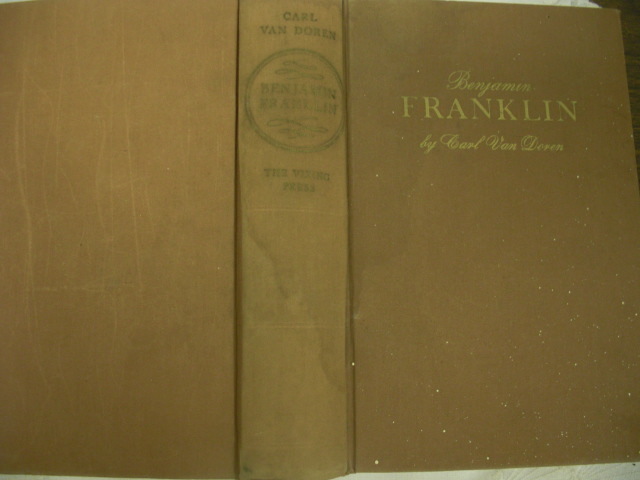 CARL
VAN DOREN
BENJAMIN
FRANKLIN
THE VIKING
PRESS
Benjamin
FRANKLIN
by Carl Van Doren